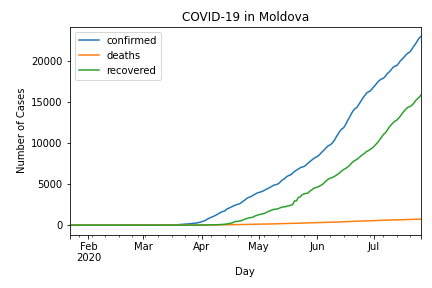 COVID-19 in Moldova
confirmed
deaths
recovered
20000
15000
10000
5000
0
Number of Cases
Feb Mar Apr May Jun Jul
2020
Day